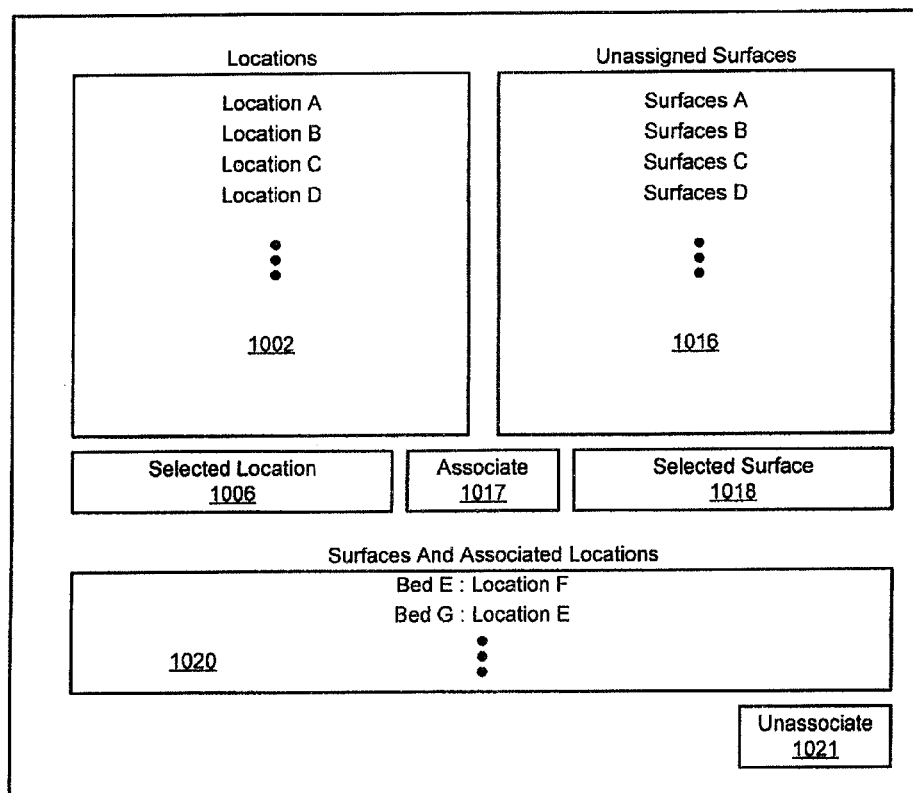 Locations
Location A
Location B
Location C
Location D
1002
Unassigned Surfaces
Surfaces A
Surfaces B
Surfaces C
Surfaces D
1016
Selected Location
1006
Associate
1017
Selected Surface
1018
Surfaces And Associated Locations
Bed E : Location F
Bed G : Location E
1020
Unassociate
1021